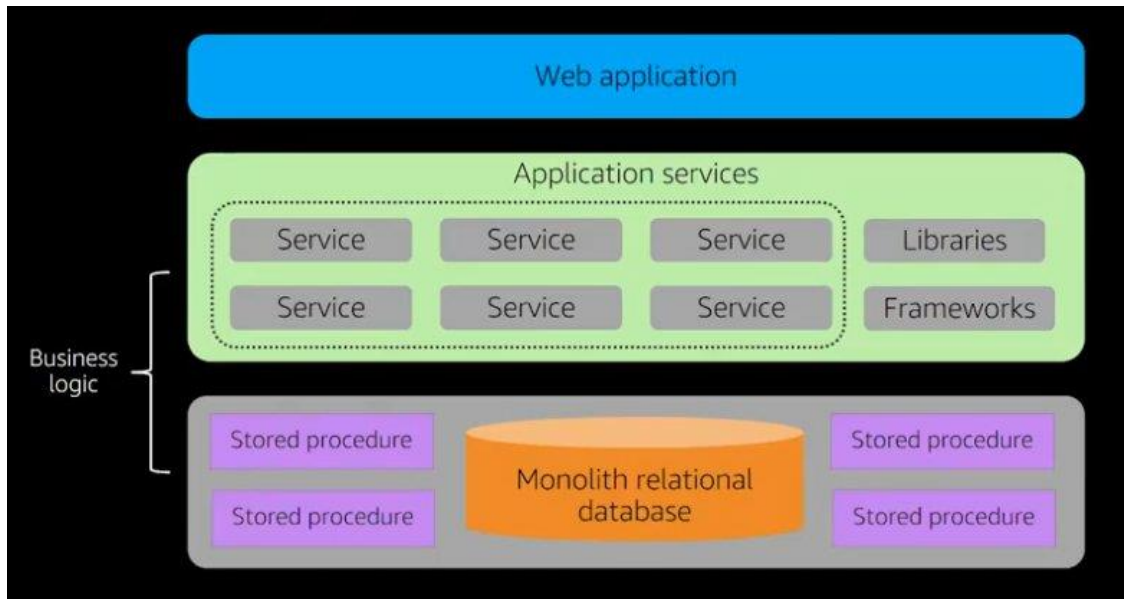 Web application
Application services
Service
Service
Service
Libraries
Service
Service
Service
Frameworks
Business
logic
Stored procedure
Monolith relational
database
Stored procedure
Stored procedure
Stored procedure